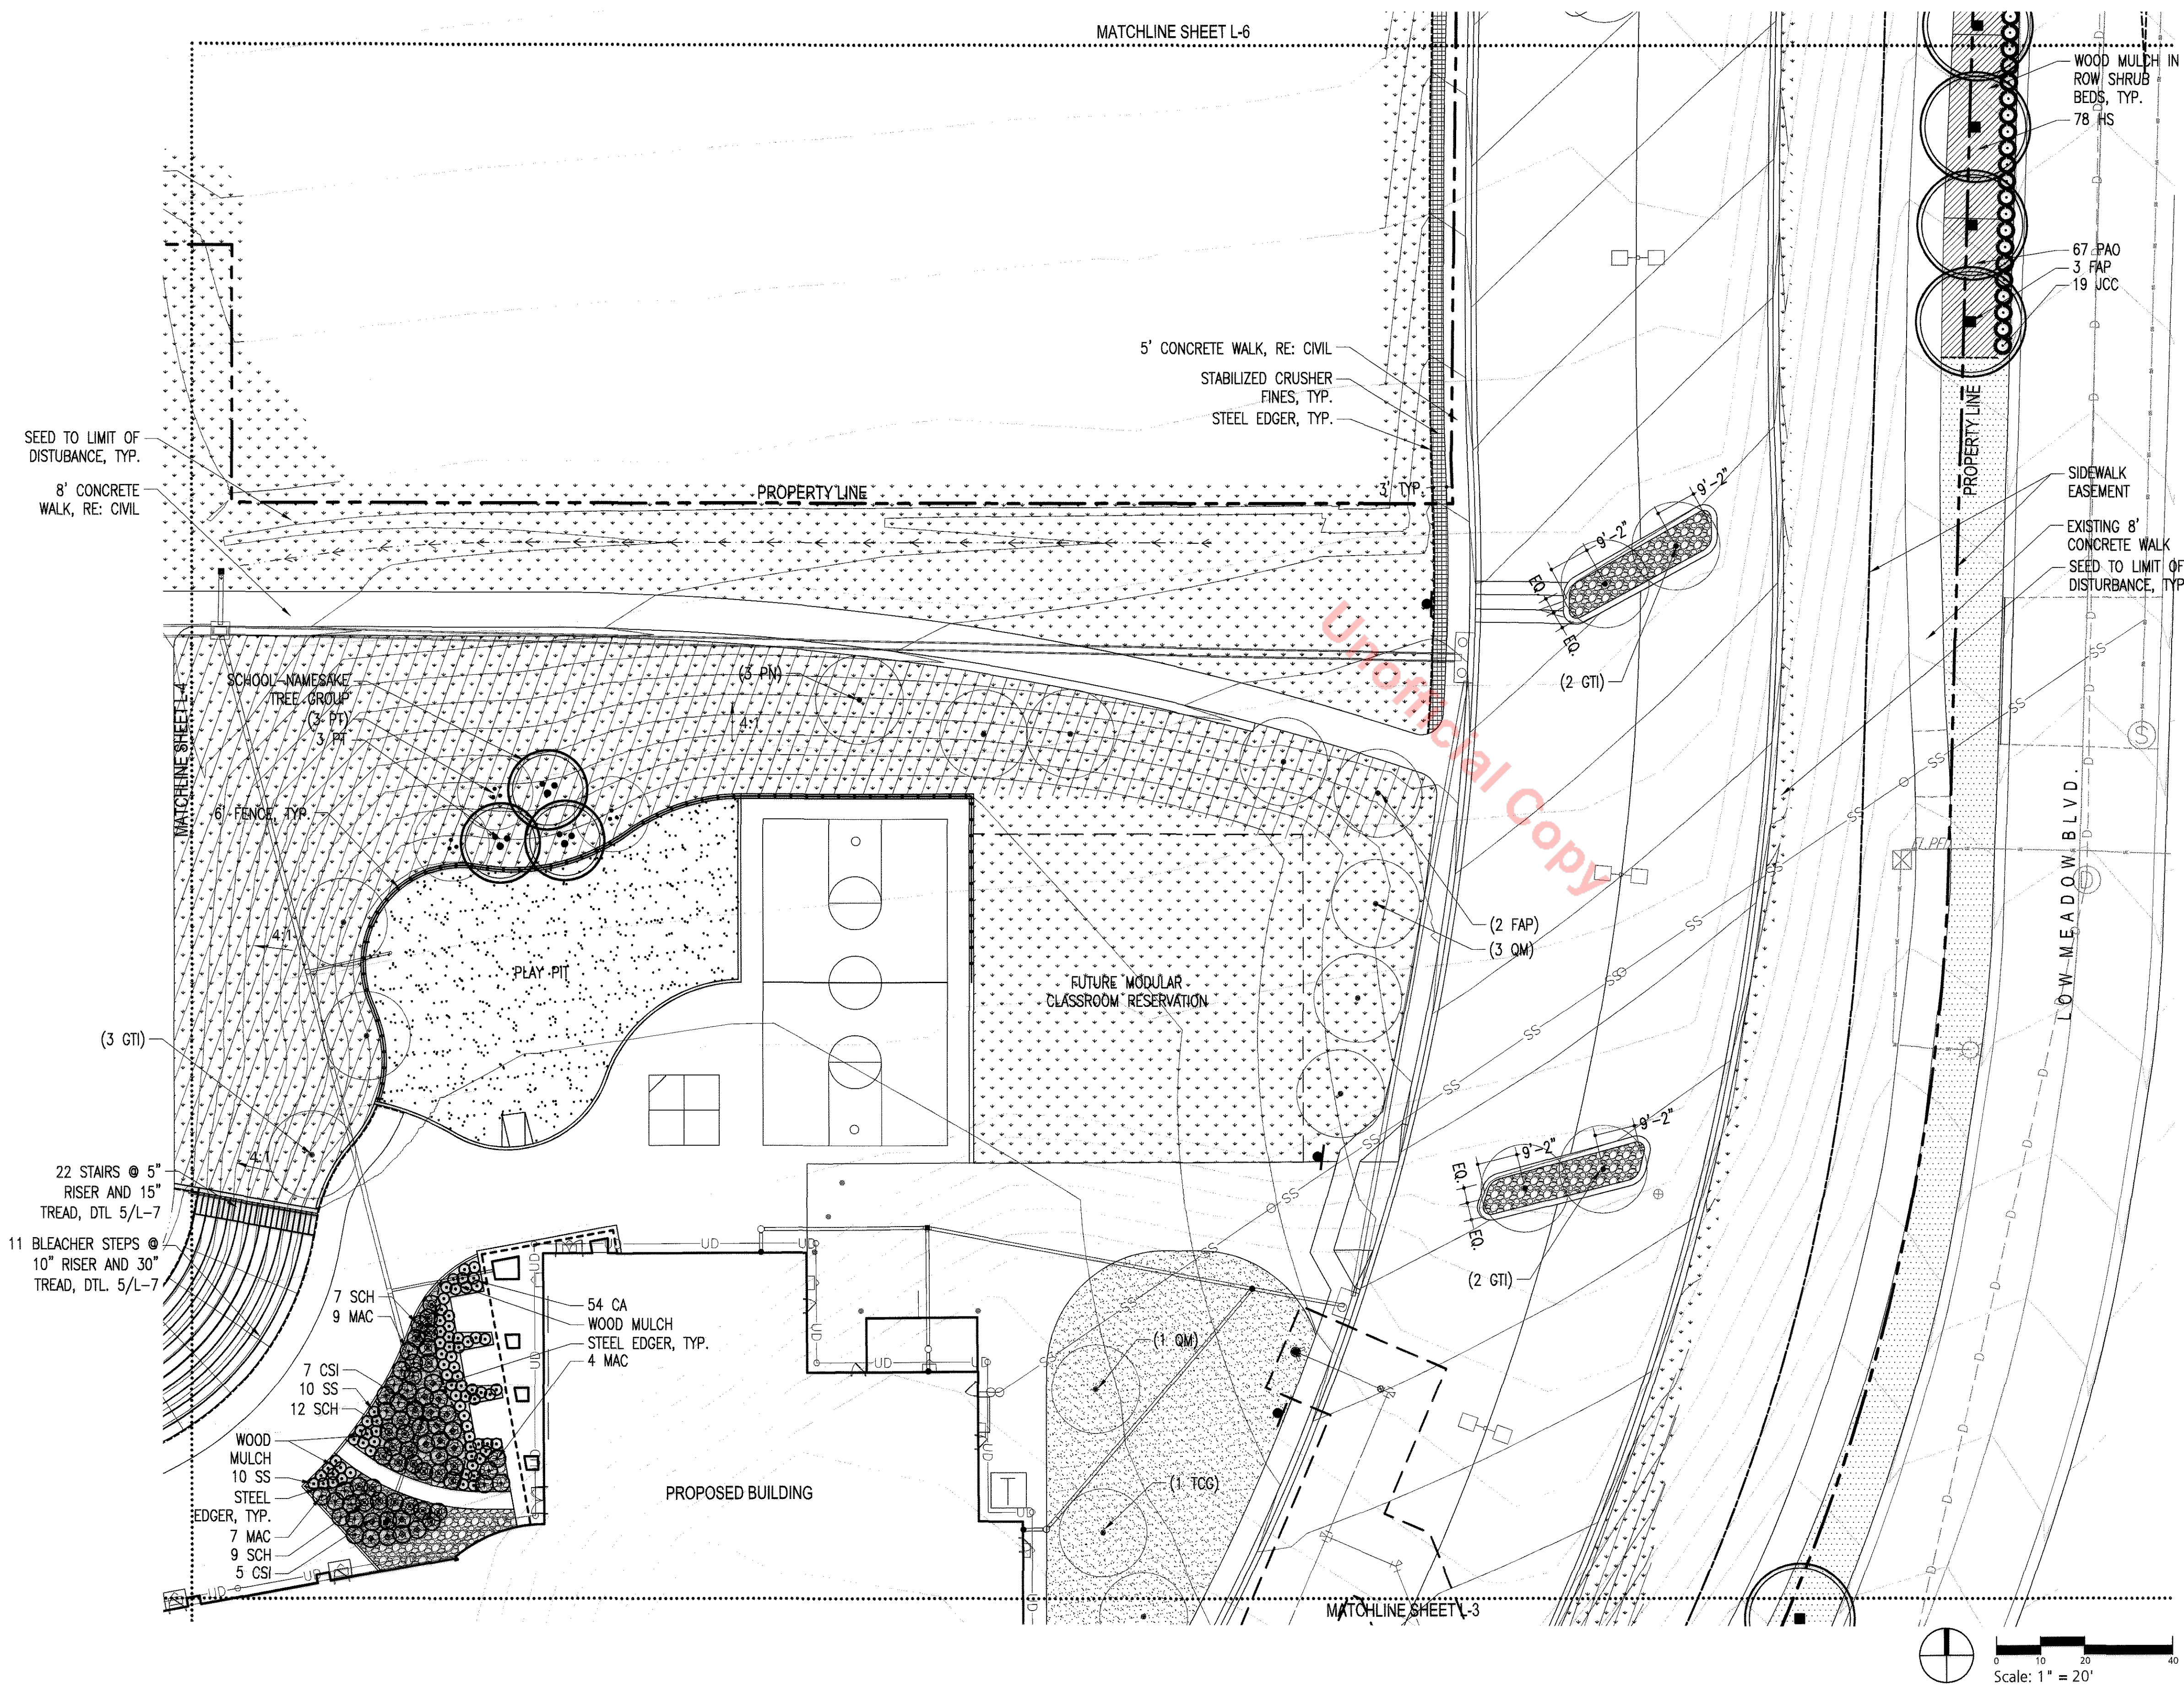 MATCHLINE SHEET L-6
WOOD MULCH IN
ROW SHRUB
BEDS, TYP.
78 HS
67 PAO
3 FAP
19 JCC
5' CONCRETE WALK, RE: CIVIL
STABILIZED CRUSHER
FINES, TYP.
STEEL EDGER, TYP.
PROPERTY LINE
SEED TO LIMIT OF
DISTUBANCE, TYP.
8' CONCRETE
WALK, RE: CIVIL
PROPERTY LINE
3' TYP.
9'-2"
9'-2"
EQ.
EQ.
(2 GTI)
SIDEWALK
EASEMENT
EXISTING 8'
CONCRETE WALK
SEED TO LIMIT OF
DISTURBANCE, TYP
Unofficial Copy
MATCHLINE SHEET L-4
SCHOOL NAMESAKE
TREE GROUP
(3 PT)
3 PT
(3 PN)
4:1
6' FENCE, TYP.
4:1
PLAY PIT
FUTURE MODULAR
CLASSROOM RESERVATION
(2 FAP)
(3 QM)
LOW MEADOW BLVD.
(3 GTI)
4:1
22 STAIRS @ 5"
RISER AND 15"
TREAD, DTL 5/L-7
11 BLEACHER STEPS @
10" RISER AND 30"
TREAD, DTL. 5/L-7
9'-2"
9'-2"
EQ.
EQ.
(2 GTI)
7 SCH
9 MAC
54 CA
WOOD MULCH
STEEL EDGER, TYP.
4 MAC
7 CSI
10 SS
12 SCH
WOOD
MULCH
10 SS
STEEL
EDGER, TYP.
7 MAC
9 SCH
5 CSI
(1 QM)
(1 TCG)
PROPOSED BUILDING
MATCHLINE SHEET L-3
0 10 20 40
Scale: 1" = 20'